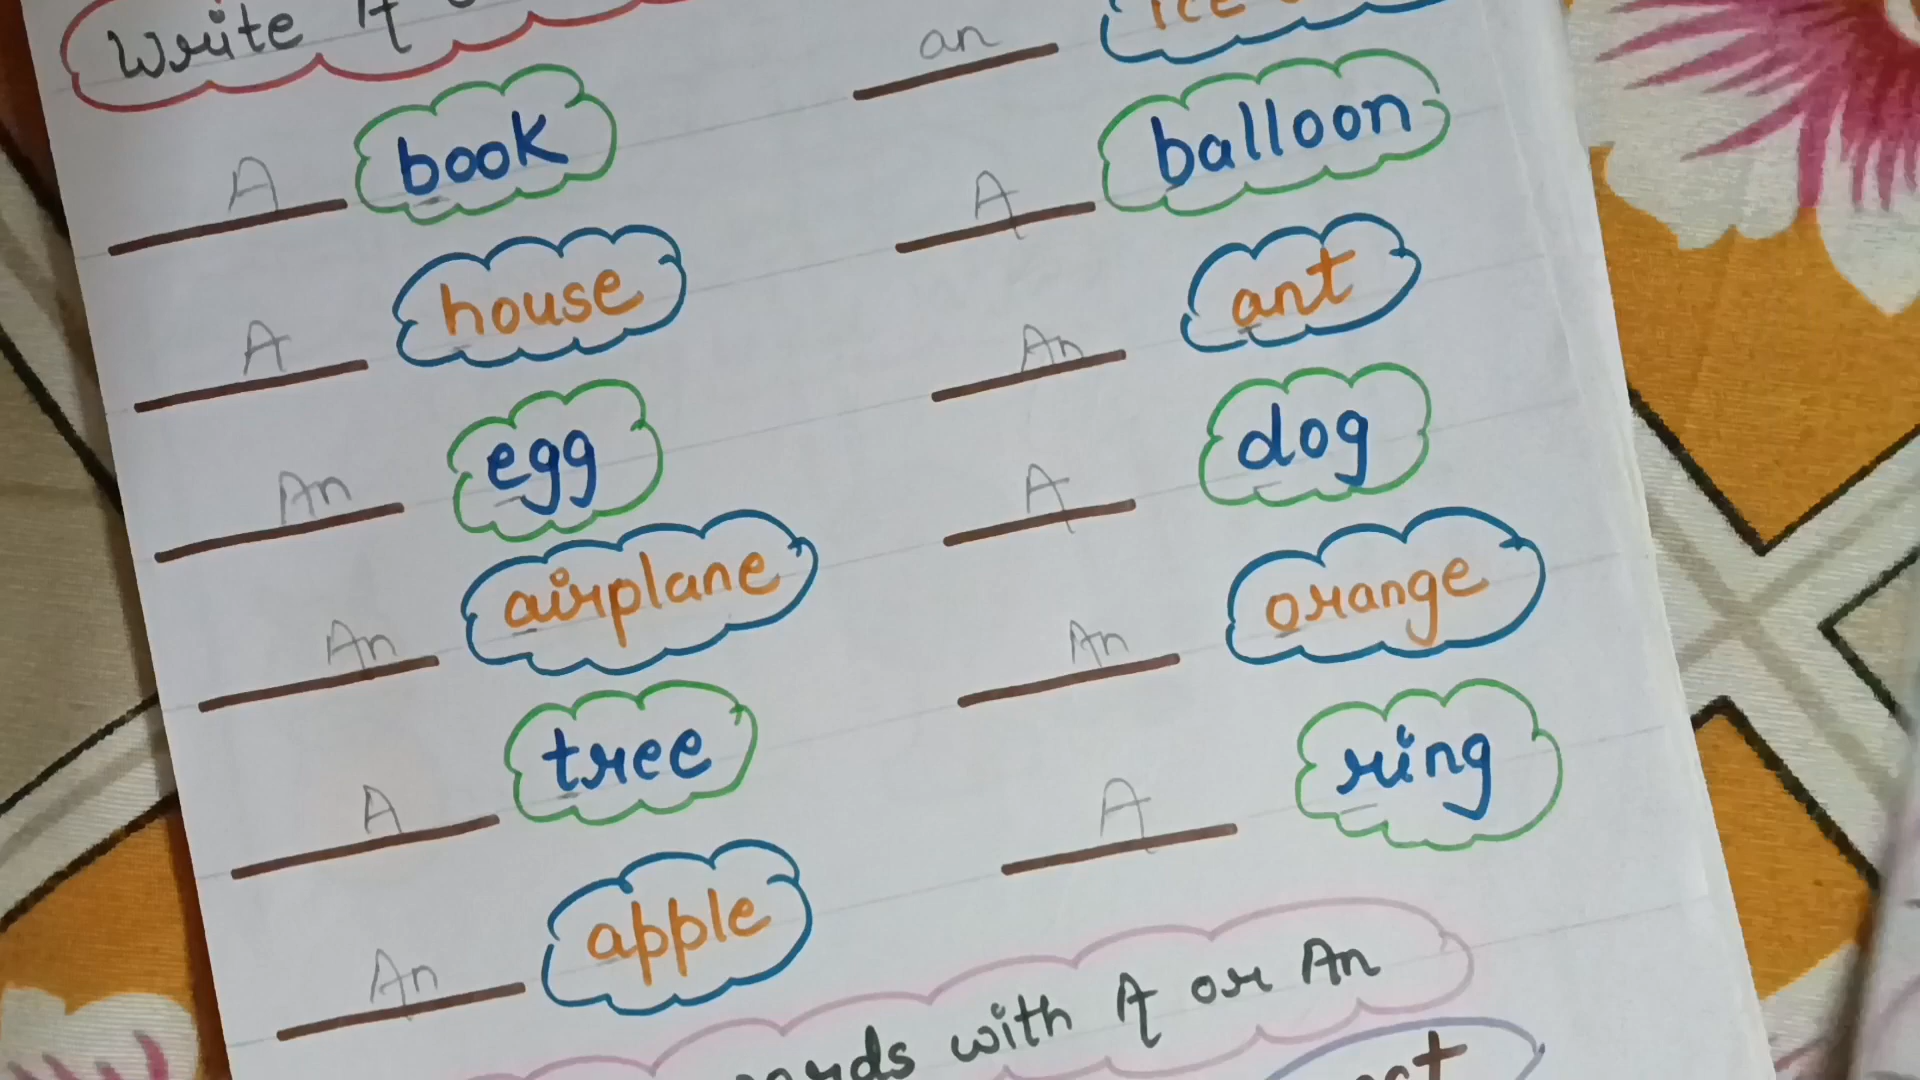 Write A
an ice
A book
A balloon
A house
An ant
An egg
A dog
An airplane
An orange
A tree
A ring
An apple
with A or An